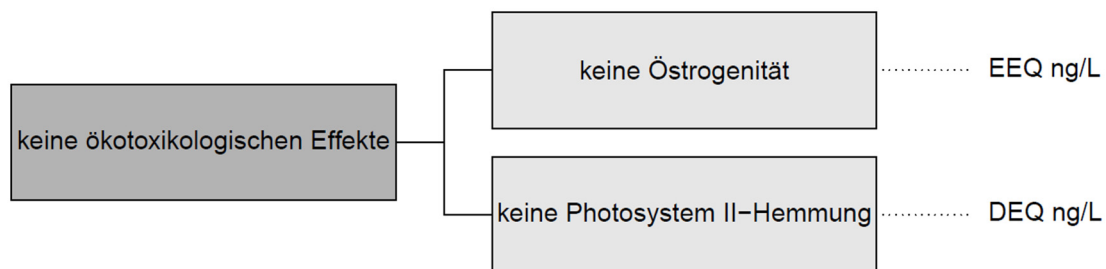 keine ökotoxikologischen Effekte
keine Östrogenität
EEQ ng/L
keine Photosystem II−Hemmung
DEQ ng/L